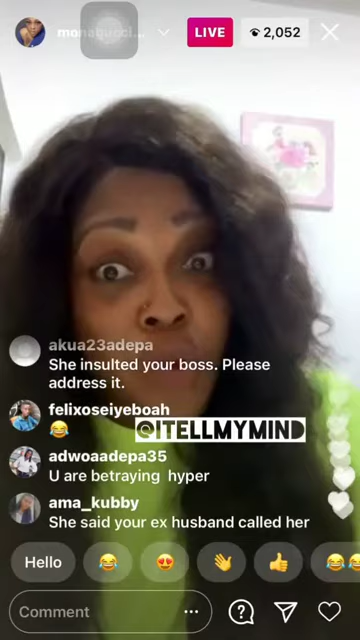 LIVE
2,052
akua23adepa
She insulted your boss. Please
address it.
felixoseiyeboah
😂
@ITELLMYMIND
adwoaadepa35
U are betraying hyper
ama_kubby
She said your ex husband called her
Hello
😂 😍 👋 👍 😂
Comment